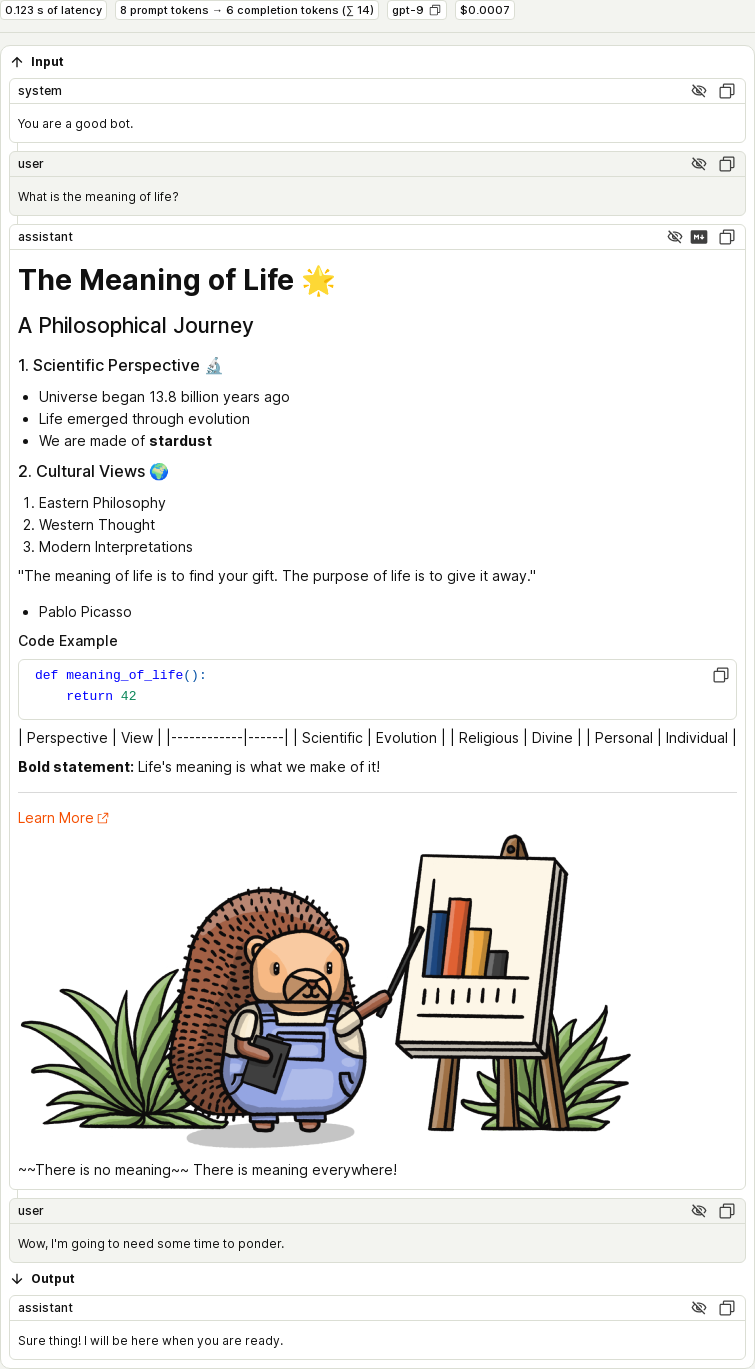 0.123 s of latency 8 prompt tokens → 6 completion tokens (∑ 14) gpt-9 $0.0007
Input
system
You are a good bot.
user
What is the meaning of life?
assistant
The Meaning of Life 🌟
A Philosophical Journey
1. Scientific Perspective 🔬
• Universe began 13.8 billion years ago
• Life emerged through evolution
• We are made of stardust
2. Cultural Views 🌍
1. Eastern Philosophy
2. Western Thought
3. Modern Interpretations
"The meaning of life is to find your gift. The purpose of life is to give it away."
• Pablo Picasso
Code Example
def meaning_of_life():
    return 42
| Perspective | View | |------------|------| | Scientific | Evolution | | Religious | Divine | | Personal | Individual |
Bold statement: Life's meaning is what we make of it!
Learn More
~~There is no meaning~~ There is meaning everywhere!
user
Wow, I'm going to need some time to ponder.
Output
assistant
Sure thing! I will be here when you are ready.